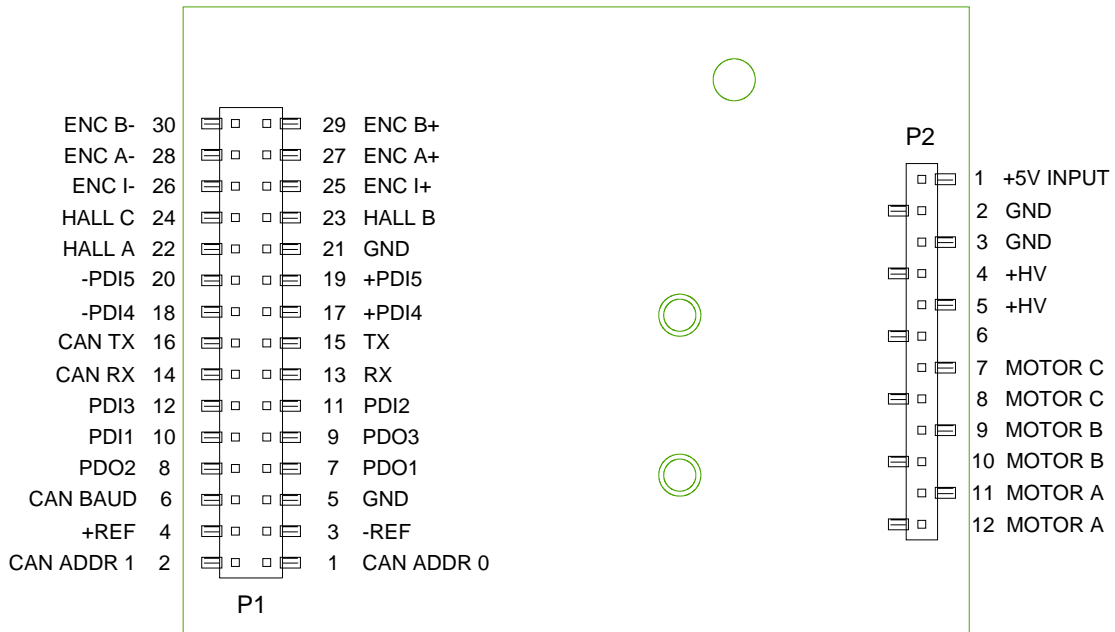 ENC B- 30 29 ENC B+
P2
ENC A- 28 27 ENC A+
1 +5V INPUT
ENC I- 26 25 ENC I+
2 GND
HALL C 24 23 HALL B
3 GND
HALL A 22 21 GND
4 +HV
-PDI5 20 19 +PDI5
5 +HV
-PDI4 18 17 +PDI4
6
CAN TX 16 15 TX
7 MOTOR C
CAN RX 14 13 RX
8 MOTOR C
PDI3 12 11 PDI2
9 MOTOR B
PDI1 10 9 PDO3
10 MOTOR B
PDO2 8 7 PDO1
11 MOTOR A
CAN BAUD 6 5 GND
12 MOTOR A
+REF 4 3 -REF
CAN ADDR 1 2 1 CAN ADDR 0
P1